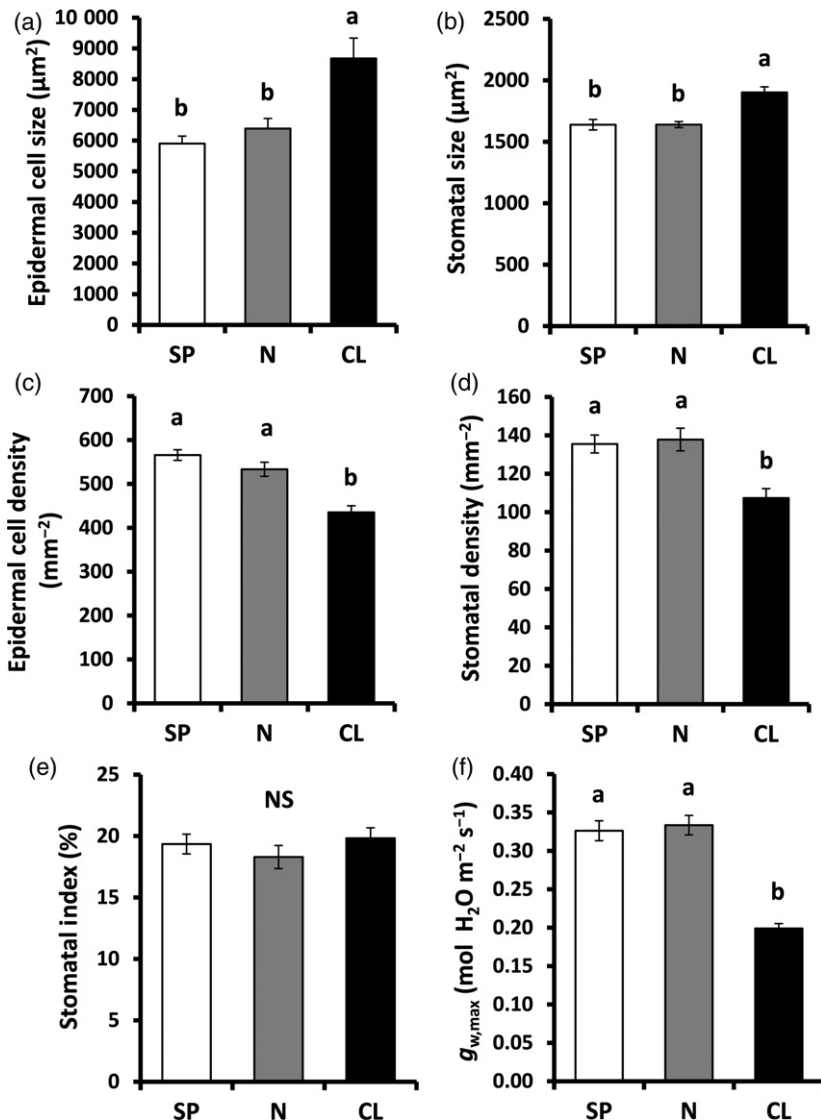 (a)
10 000
9000
8000
7000
6000
5000
4000
3000
2000
1000
0
Epidermal cell size (µm²)
b
b
a
SP N CL
(b)
2500
2000
1500
1000
500
0
Stomatal size (µm²)
b
b
a
SP N CL
(c)
700
600
500
400
300
200
100
0
Epidermal cell density
(mm⁻²)
a
a
b
SP N CL
(d)
160
140
120
100
80
60
40
20
0
Stomatal density (mm⁻²)
a
a
b
SP N CL
(e)
25
20
15
10
5
0
Stomatal index (%)
NS
SP N CL
(f)
0.40
0.35
0.30
0.25
0.20
0.15
0.10
0.05
0.00
g_w,max (mol H₂O m⁻² s⁻¹)
a
a
b
SP N CL